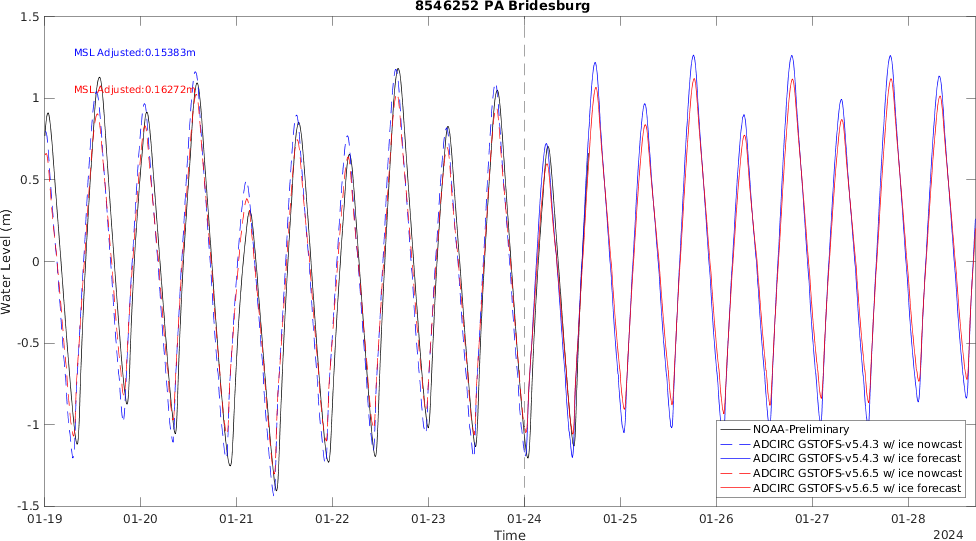 8546252 PA Bridesburg
MSL Adjusted:0.15383m
MSL Adjusted:0.16272m
1.5
1
0.5
0
-0.5
-1
-1.5
Water Level (m)
NOAA-Preliminary
ADCIRC GSTOFS-v5.4.3 w/ ice nowcast
ADCIRC GSTOFS-v5.4.3 w/ ice forecast
ADCIRC GSTOFS-v5.6.5 w/ ice nowcast
ADCIRC GSTOFS-v5.6.5 w/ ice forecast
01-19 01-20 01-21 01-22 01-23 01-24 01-25 01-26 01-27 01-28
Time
2024